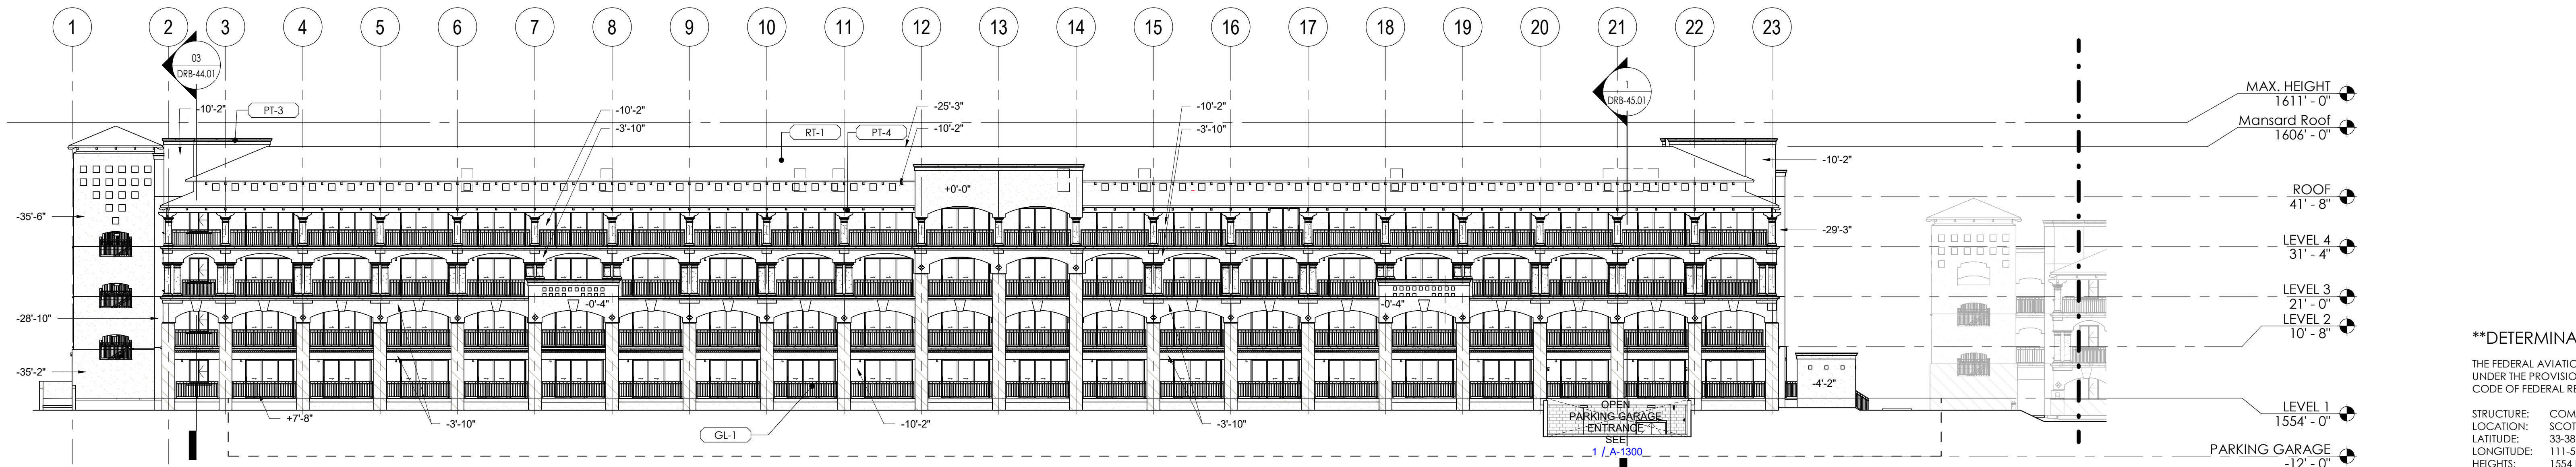 1 2 3 4 5 6 7 8 9 10 11 12 13 14 15 16 17 18 19 20 21 22 23
03
DRB-44.01
1
DRB-45.01
-10'-2"
PT-3
-10'-2"
-3'-10"
RT-1
PT-4
-25'-3"
-10'-2"
-10'-2"
-3'-10"
-10'-2"
+0'-0"
-35'-6"
-29'-3"
-0'-4"
-0'-4"
-28'-10"
-35'-2"
-4'-2"
+7'-8"
-3'-10"
GL-1
-10'-2"
-3'-10"
OPEN
PARKING GARAGE
ENTRANCE
SEE
1 / A-1300
MAX. HEIGHT
1611' - 0"
Mansard Roof
1606' - 0"
ROOF
41' - 8"
LEVEL 4
31' - 4"
LEVEL 3
21' - 0"
LEVEL 2
10' - 8"
LEVEL 1
1554' - 0"
PARKING GARAGE
-12' - 0"
**DETERMINA
THE FEDERAL AVIATIO
UNDER THE PROVISIO
CODE OF FEDERAL RE
STRUCTURE: COM
LOCATION: SCOT
LATITUDE: 33-38
LONGITUDE: 111-5
HEIGHTS: 1554